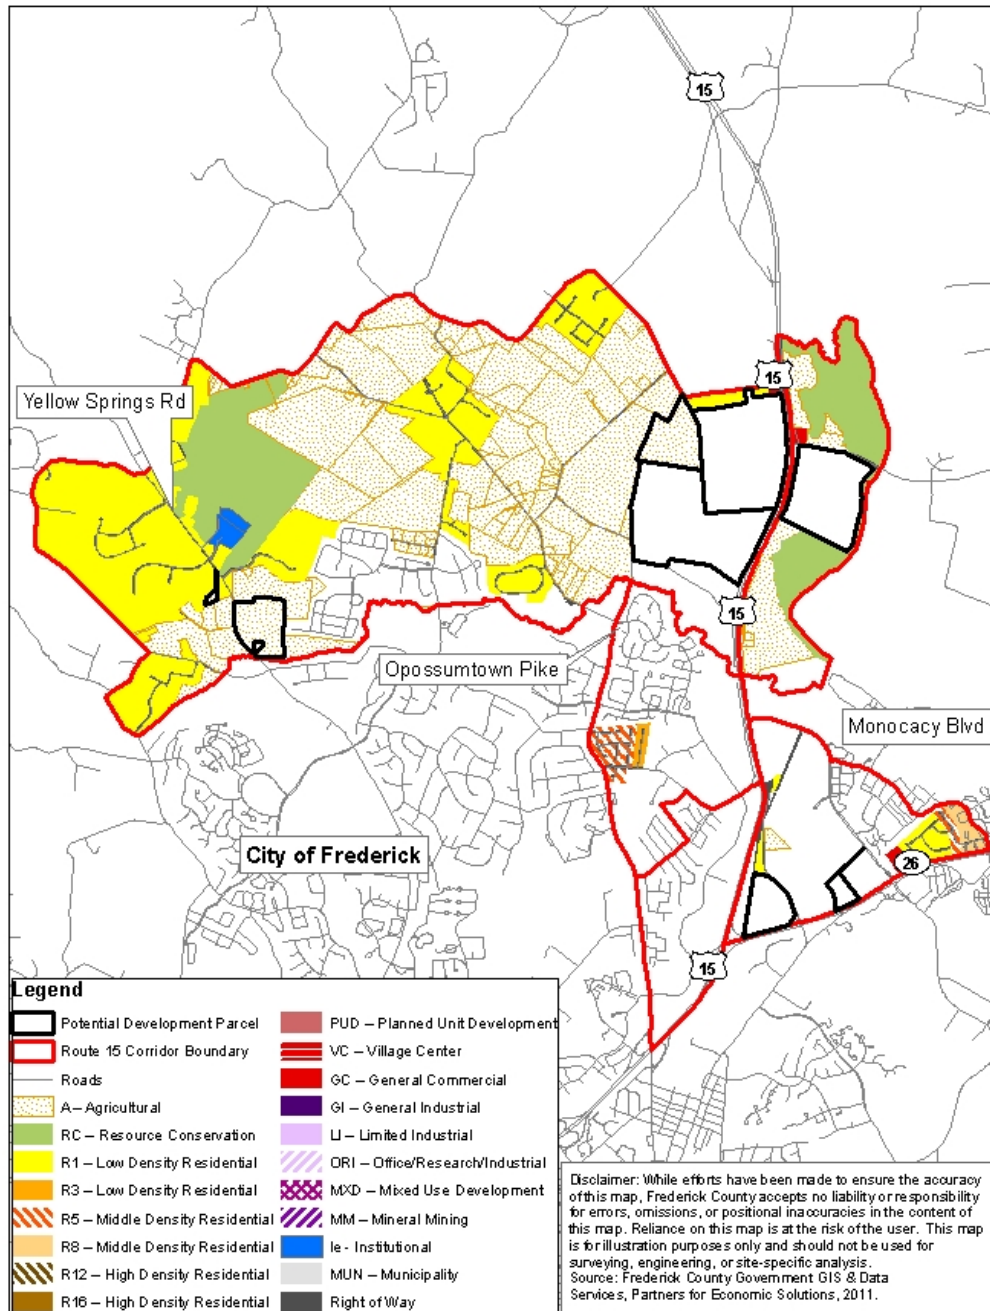 15
15
Yellow Springs Rd
15
Opossumtown Pike
Monocacy Blvd
City of Frederick
26
15
Legend
Potential Development Parcel
Route 15 Corridor Boundary
Roads
A – Agricultural
RC – Resource Conservation
R1 – Low Density Residential
R3 – Low Density Residential
R5 – Middle Density Residential
R8 – Middle Density Residential
R12 – High Density Residential
R16 – High Density Residential
PUD – Planned Unit Development
VC – Village Center
GC – General Commercial
GI – General Industrial
LI – Limited Industrial
ORI – Office/Research/Industrial
MXD – Mixed Use Development
MM – Mineral Mining
Ie - Institutional
MUN – Municipality
Right of Way
Disclaimer: While efforts have been made to ensure the accuracy
of this map, Frederick County accepts no liability or responsibility
for errors, omissions, or positional inaccuracies in the content of
this map. Reliance on this map is at the risk of the user. This map
is for illustration purposes only and should not be used for
surveying, engineering, or site-specific analysis.
Source: Frederick County Government GIS & Data
Services, Partners for Economic Solutions, 2011.